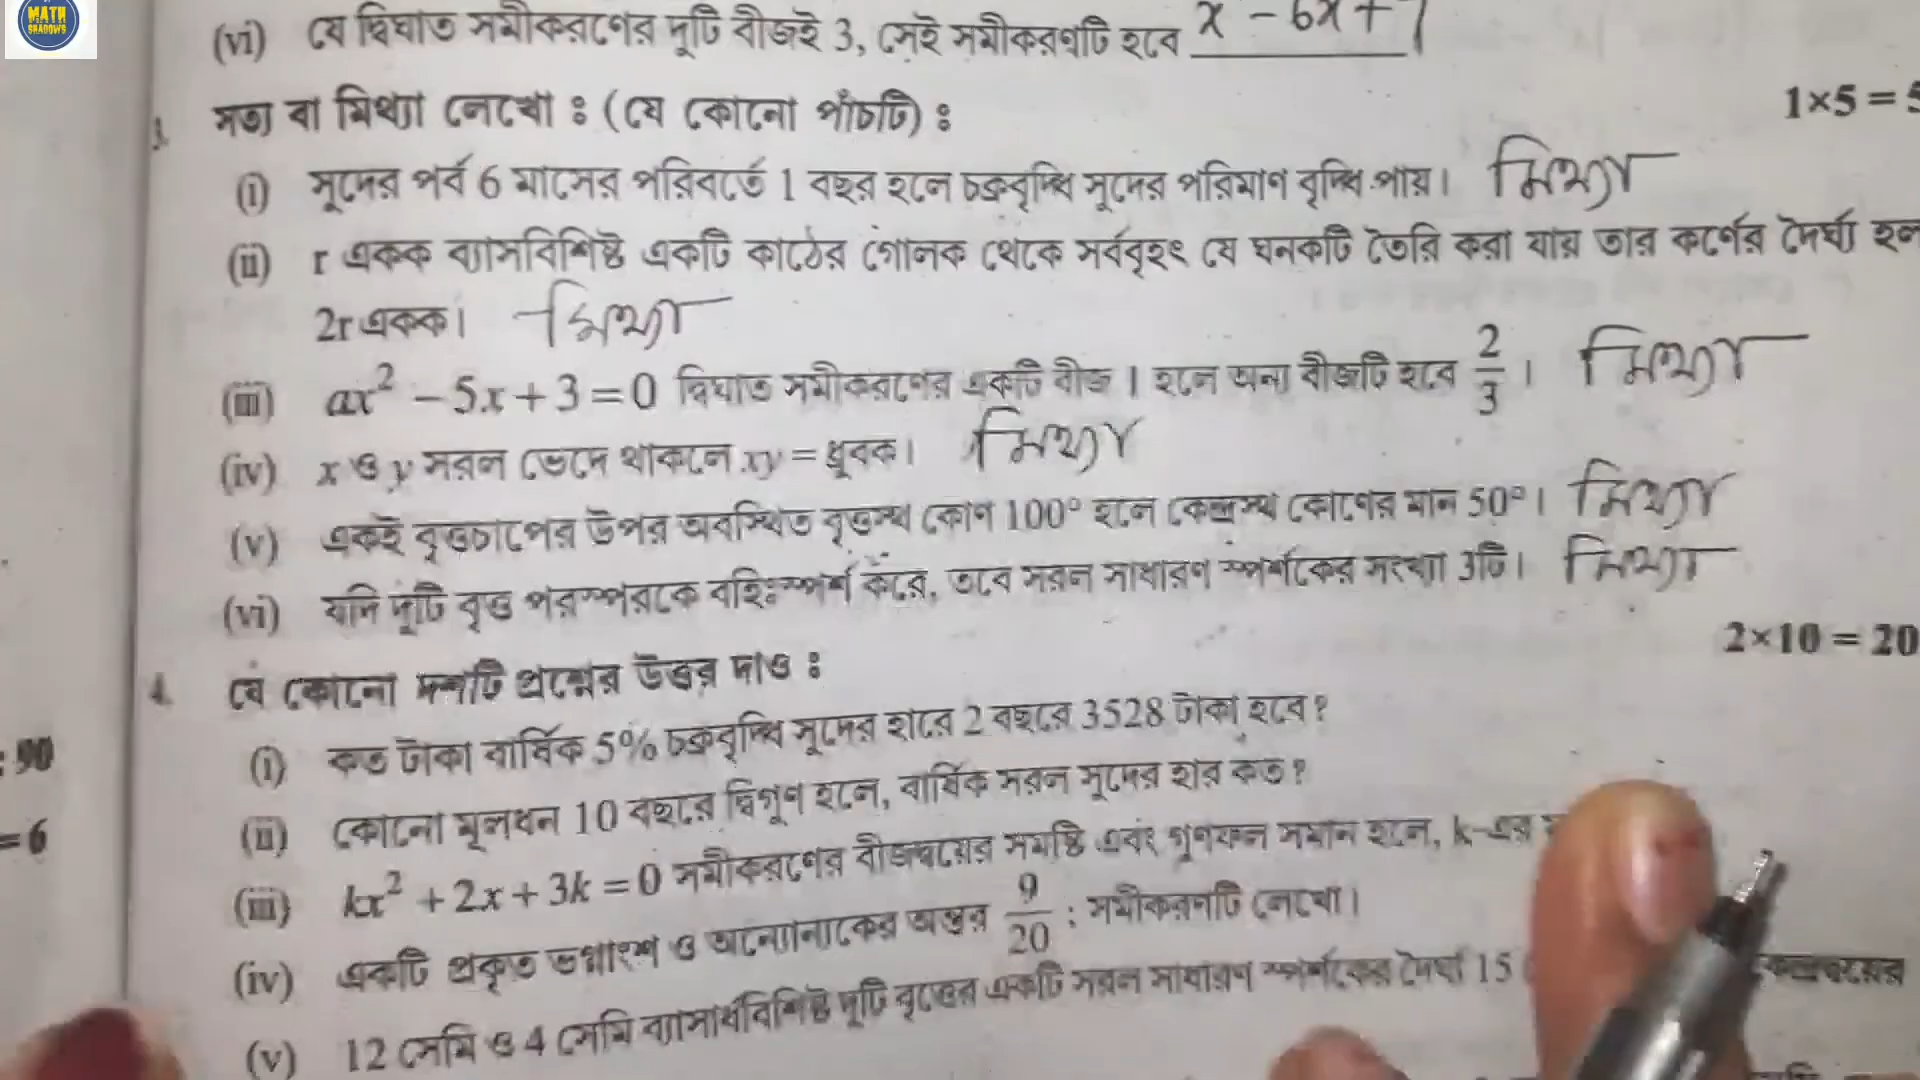 MATH
SHADOWS
(vi) যে দ্বিঘাত সমীকরণের দুটি বীজই 3, সেই সমীকরণটি হবে x - 6x +
3. সত্য বা মিথ্যা লেখো : (যে কোনো পাঁচটি) :
1×5 = 5
(i) সুদের পর্ব 6 মাসের পরিবর্তে 1 বছর হলে চক্রবৃদ্ধি সুদের পরিমাণ বৃদ্ধি পায়। মিথ্যা
(ii) r একক ব্যাসবিশিষ্ট একটি কাঠের গোলক থেকে সর্ববৃহৎ যে ঘনকটি তৈরি করা যায় তার কর্ণের দৈর্ঘ্য হল
2r একক। মিথ্যা
(iii) ax² – 5x + 3 = 0 দ্বিঘাত সমীকরণের একটি বীজ 1 হলে অন্য বীজটি হবে 2/3। মিথ্যা
(iv) x ও y সরল ভেদে থাকলে xy = ধ্রুবক। মিথ্যা
(v) একই বৃত্তচাপের উপর অবস্থিত বৃত্তস্থ কোণ 100° হলে কেন্দ্রস্থ কোণের মান 50°। মিথ্যা
(vi) যদি দুটি বৃত্ত পরস্পরকে বহিঃস্পর্শ করে, তবে সরল সাধারণ স্পর্শকের সংখ্যা 3টি। মিথ্যা
2×10 = 20
4. যে কোনো দশটি প্রশ্নের উত্তর দাও :
(i) কত টাকা বার্ষিক 5% চক্রবৃদ্ধি সুদের হারে 2 বছরে 3528 টাকা হবে?
: 90
(ii) কোনো মূলধন 10 বছরে দ্বিগুণ হলে, বার্ষিক সরল সুদের হার কত?
= 6
(iii) kx² + 2x + 3k = 0 সমীকরণের বীজদ্বয়ের সমষ্টি এবং গুণফল সমান হলে, k-এর
(iv) একটি প্রকৃত ভগ্নাংশ ও অন্যোন্যকের অন্তর 9/20 ; সমীকরণটি লেখো।
(v) 12 সেমি ও 4 সেমি ব্যাসার্ধবিশিষ্ট দুটি বৃত্তের একটি সরল সাধারণ স্পর্শকের দৈর্ঘ্য 15